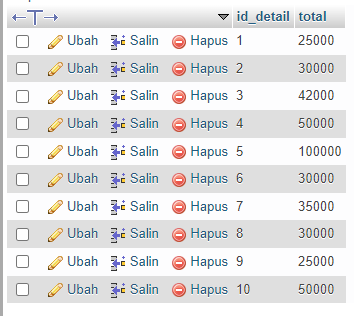 ←T→ id_detail total
Ubah Salin Hapus 1 25000
Ubah Salin Hapus 2 30000
Ubah Salin Hapus 3 42000
Ubah Salin Hapus 4 50000
Ubah Salin Hapus 5 100000
Ubah Salin Hapus 6 30000
Ubah Salin Hapus 7 35000
Ubah Salin Hapus 8 30000
Ubah Salin Hapus 9 25000
Ubah Salin Hapus 10 50000